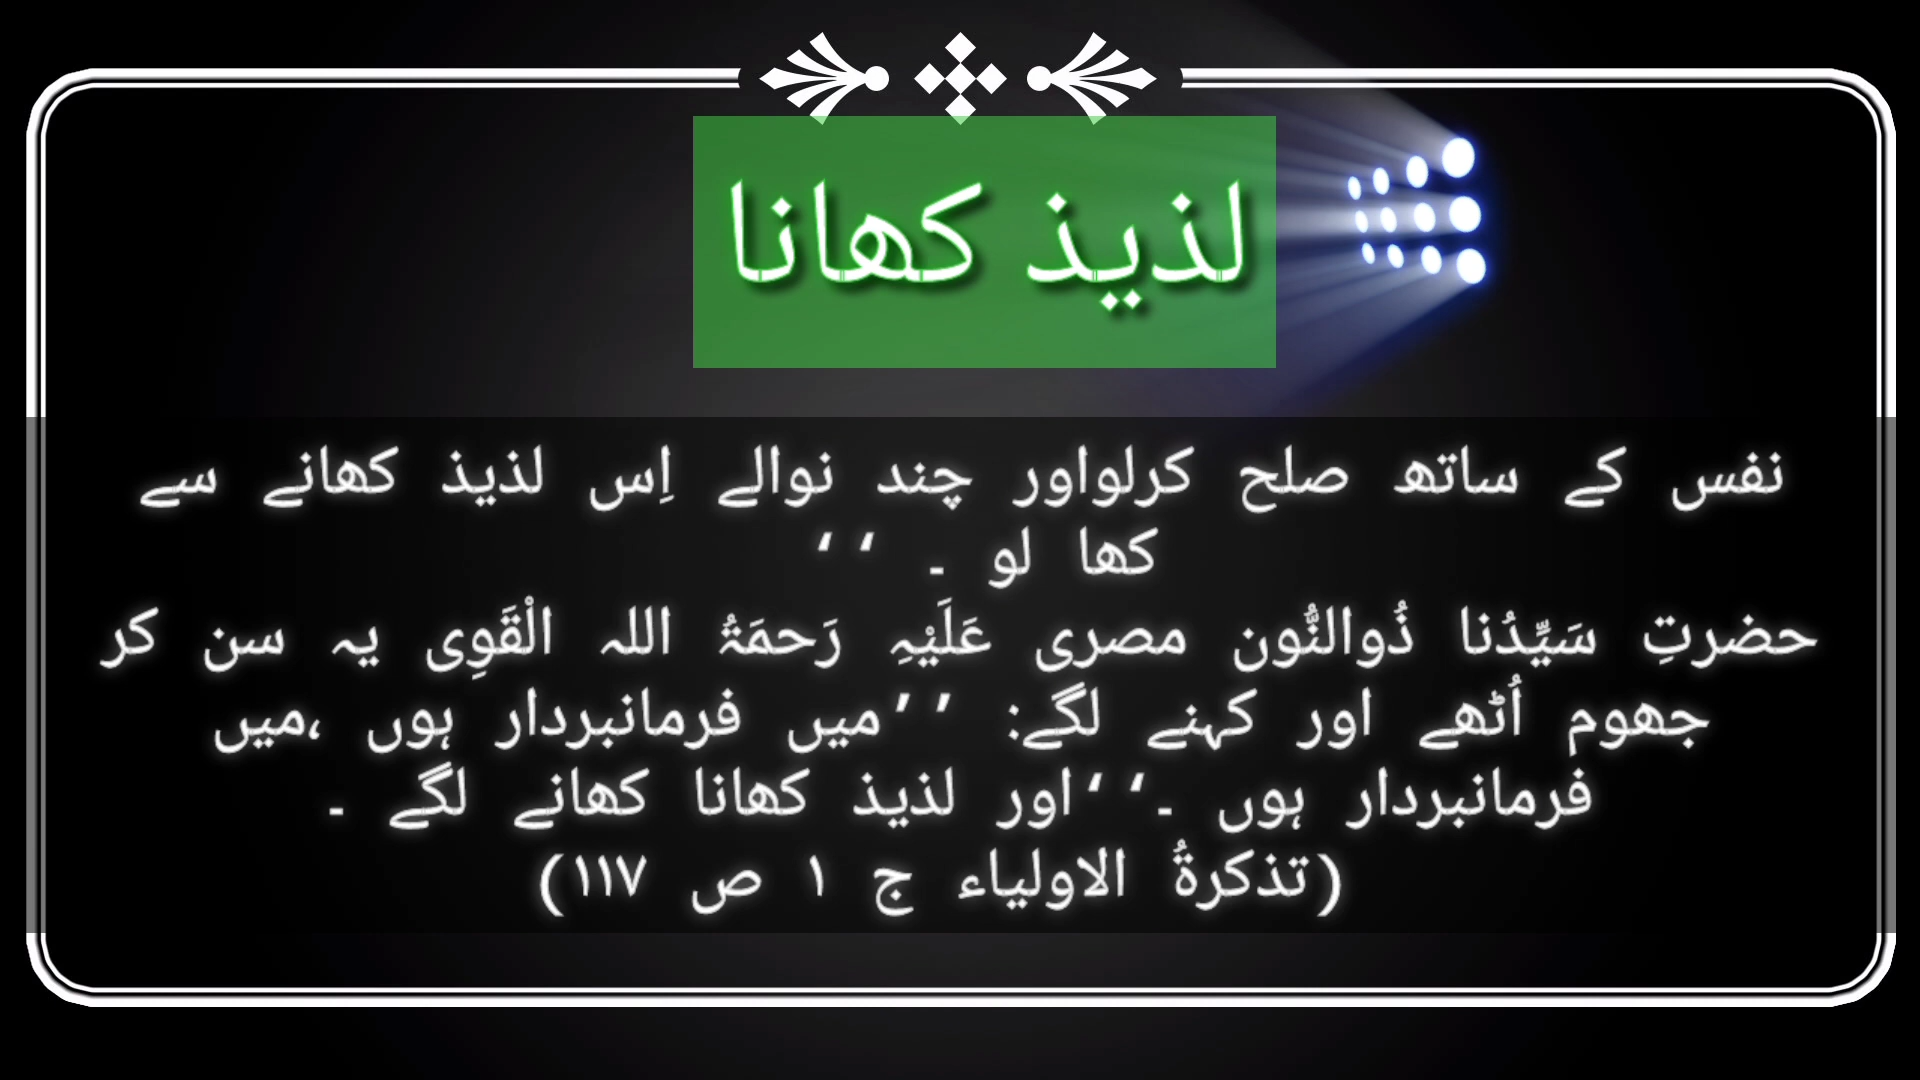 لذیذ کھانا
نفس کے ساتھ صلح کرلواور چند نوالے اِس لذیذ کھانے سے
کھا لو ۔ ‘‘
حضرتِ سَیِّدُنا ذُوالنُّون مصری عَلَیْہِ رَحمَۃُ اللہ الْقَوِی یہ سن کر
جھوم اُٹھے اور کہنے لگے: ’’میں فرمانبردار ہوں ،میں
فرمانبردار ہوں ۔‘‘اور لذیذ کھانا کھانے لگے ۔
(تذکرۃُ الاولیاء ج ۱ ص ۱۱۷)